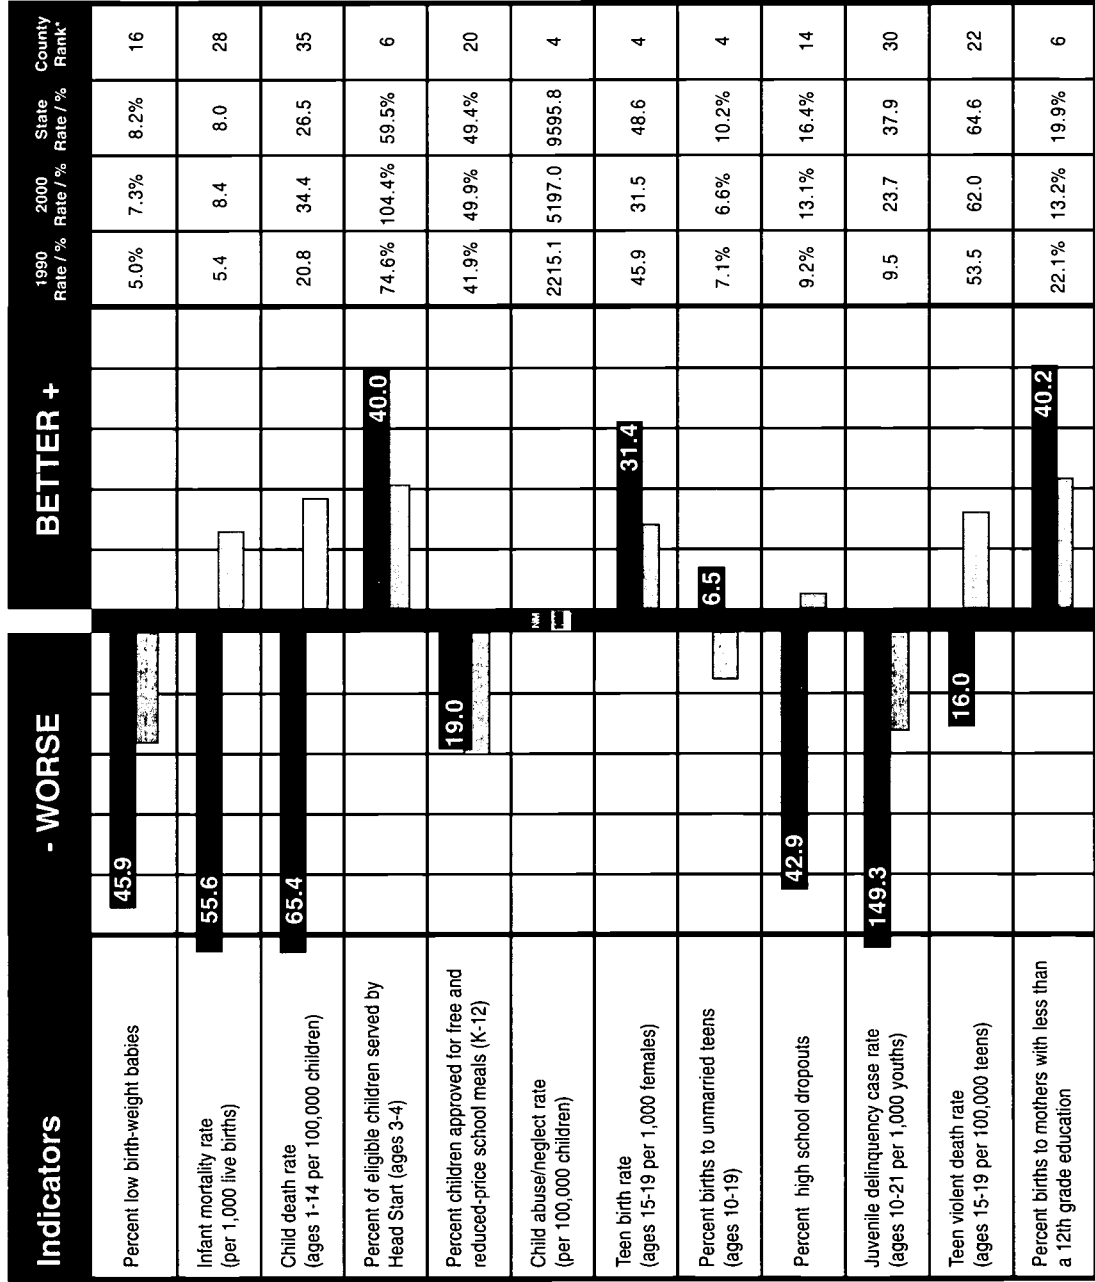 Indicators
- WORSE
BETTER +
1990
Rate / %
2000
Rate / %
State
Rate / %
County
Rank*
Percent low birth-weight babies
45.9
5.0%
7.3%
8.2%
16
Infant mortality rate
(per 1,000 live births)
55.6
5.4
8.4
8.0
28
Child death rate
(ages 1-14 per 100,000 children)
65.4
20.8
34.4
26.5
35
Percent of eligible children served by
Head Start (ages 3-4)
40.0
74.6%
104.4%
59.5%
6
Percent children approved for free and
reduced-price school meals (K-12)
19.0
41.9%
49.9%
49.4%
20
Child abuse/neglect rate
(per 100,000 children)
NM
2215.1
5197.0
9595.8
4
Teen birth rate
(ages 15-19 per 1,000 females)
31.4
45.9
31.5
48.6
4
Percent births to unmarried teens
(ages 10-19)
6.5
7.1%
6.6%
10.2%
4
Percent high school dropouts
42.9
9.2%
13.1%
16.4%
14
Juvenile delinquency case rate
(ages 10-21 per 1,000 youths)
149.3
9.5
23.7
37.9
30
Teen violent death rate
(ages 15-19 per 100,000 teens)
16.0
53.5
62.0
64.6
22
Percent births to mothers with less than
a 12th grade education
40.2
22.1%
13.2%
19.9%
6